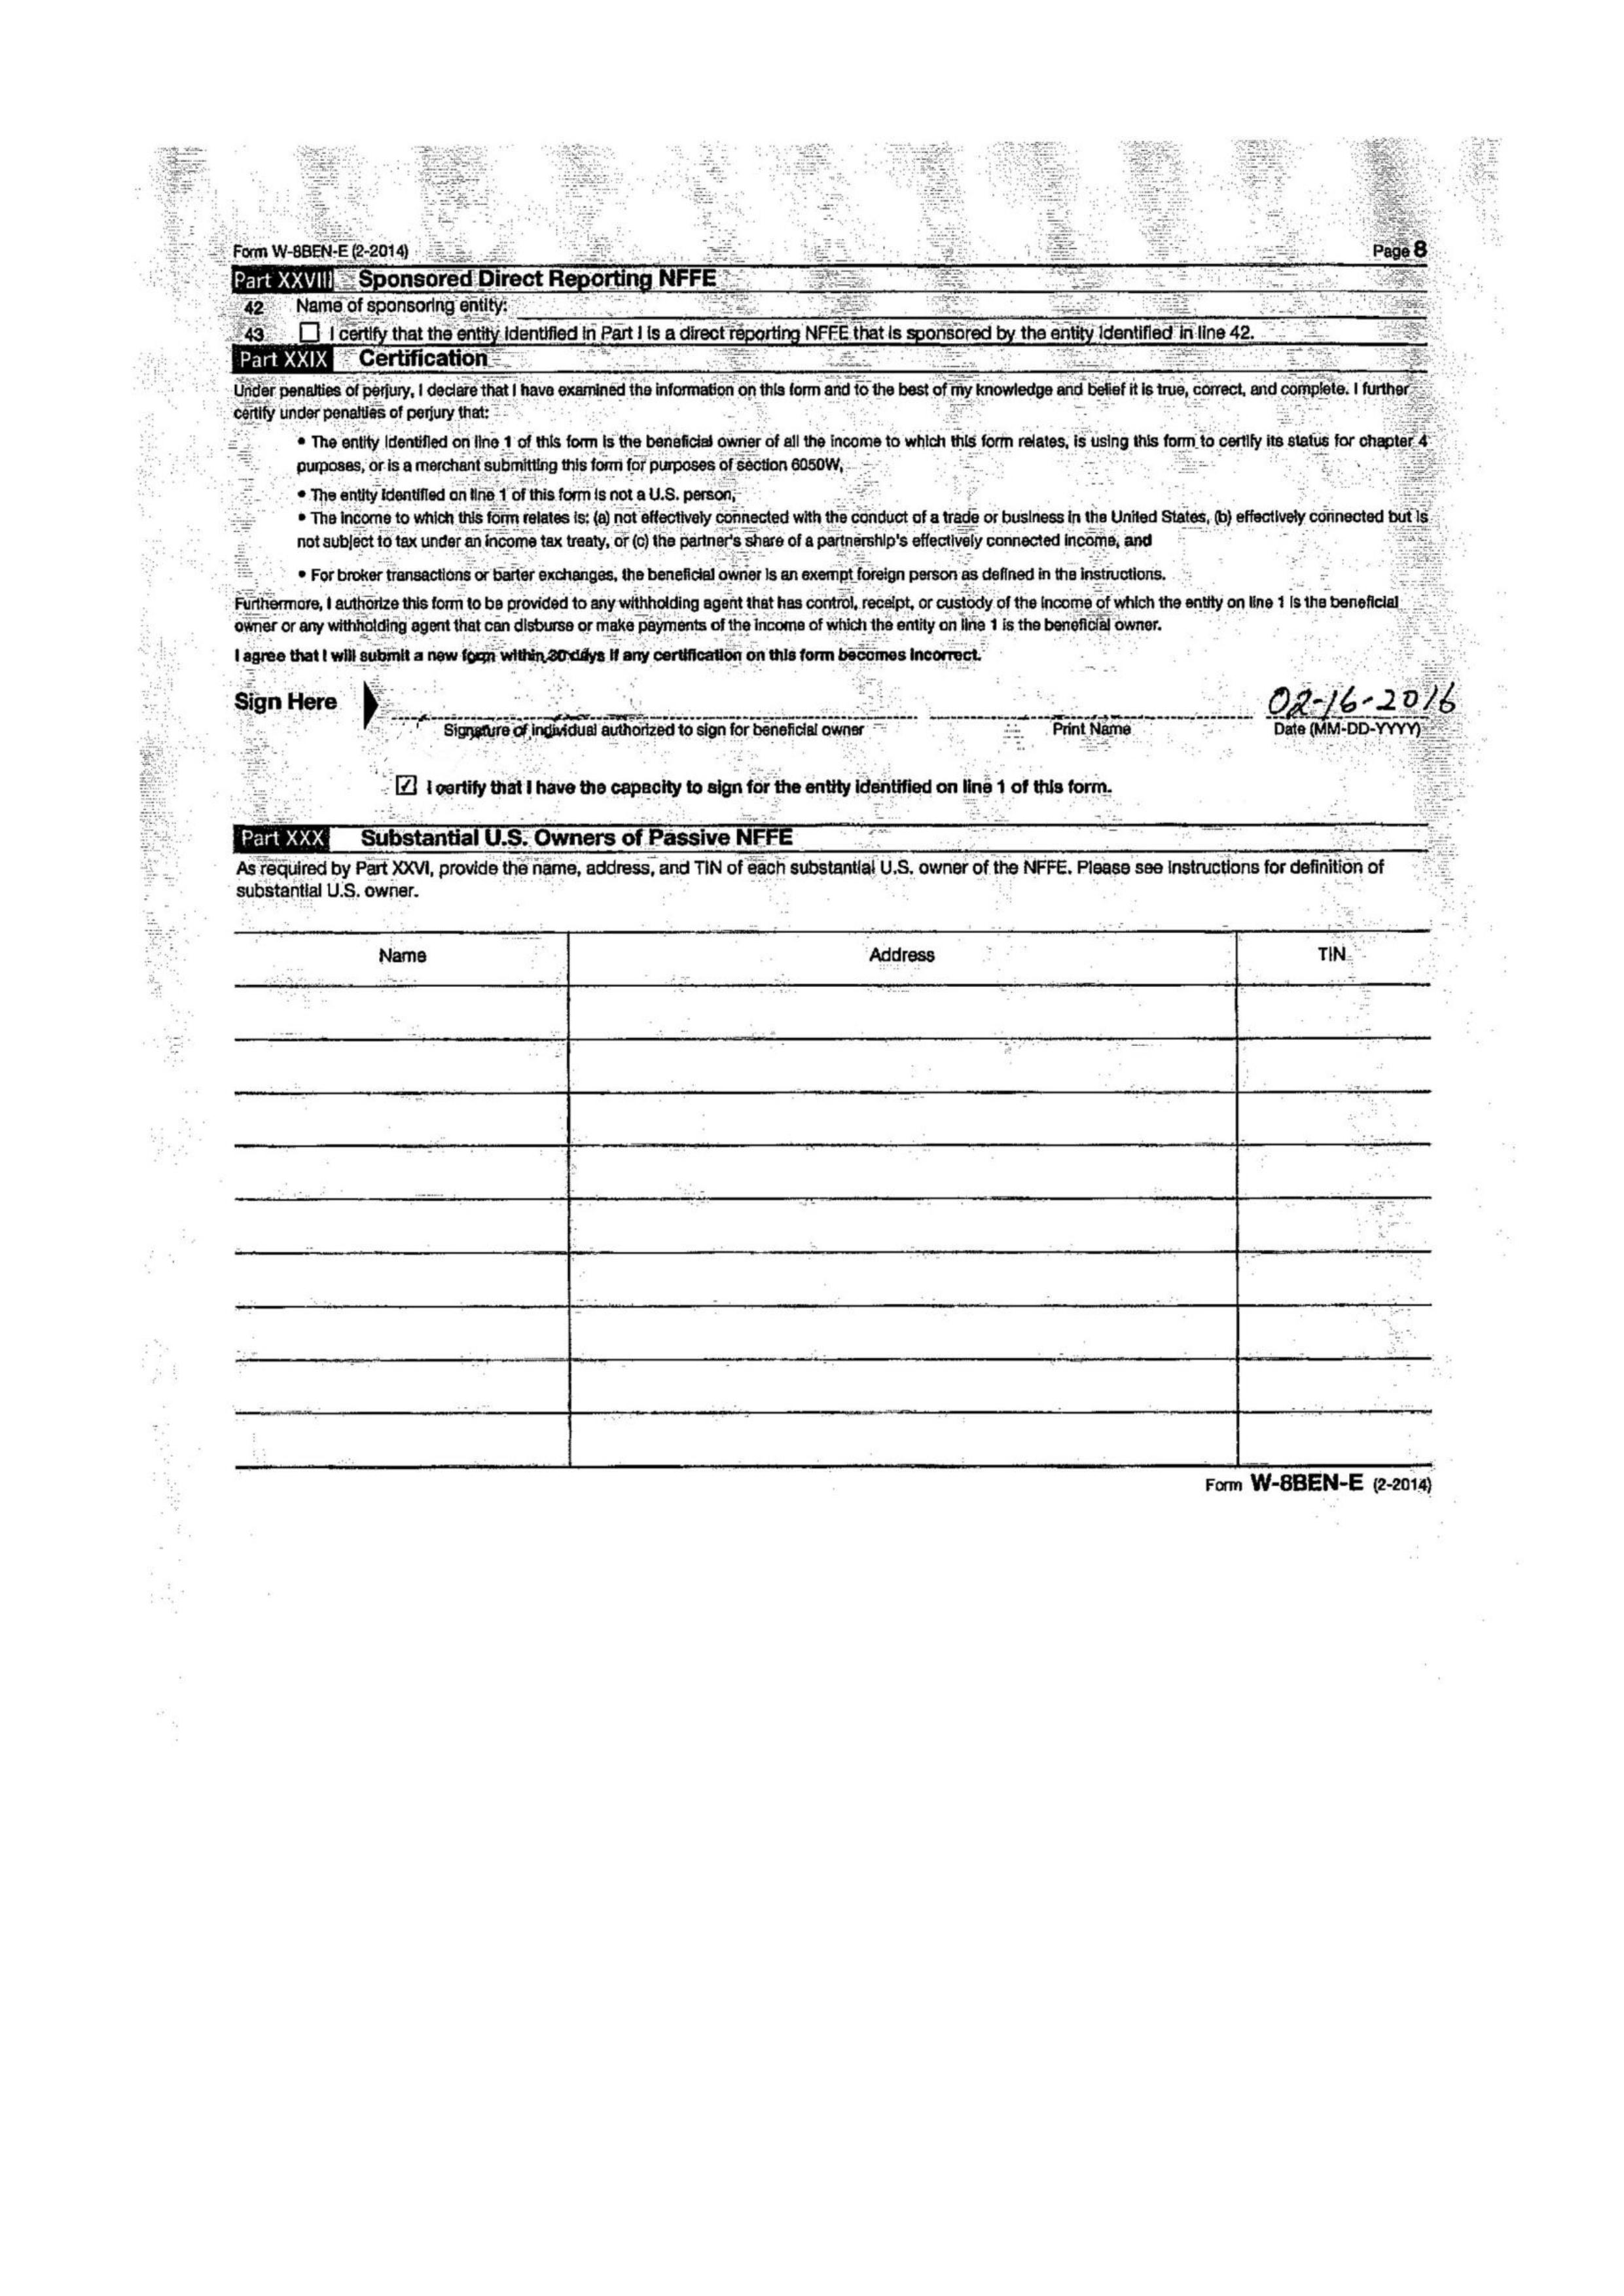 Form W-8BEN-E (2-2014) Page 8
Part XXVIII Sponsored Direct Reporting NFFE
42 Name of sponsoring entity:
43 I certify that the entity identified in Part I is a direct reporting NFFE that is sponsored by the entity identified in line 42.
Part XXIX Certification
Under penalties of perjury, I declare that I have examined the information on this form and to the best of my knowledge and belief it is true, correct, and complete. I further
certify under penalties of perjury that:
• The entity identified on line 1 of this form is the beneficial owner of all the income to which this form relates, is using this form to certify its status for chapter 4
purposes, or is a merchant submitting this form for purposes of section 6050W,
• The entity identified on line 1 of this form is not a U.S. person,
• The income to which this form relates is: (a) not effectively connected with the conduct of a trade or business in the United States, (b) effectively connected but is
not subject to tax under an income tax treaty, or (c) the partner's share of a partnership's effectively connected income, and
• For broker transactions or barter exchanges, the beneficial owner is an exempt foreign person as defined in the instructions.
Furthermore, I authorize this form to be provided to any withholding agent that has control, receipt, or custody of the income of which the entity on line 1 is the beneficial
owner or any withholding agent that can disburse or make payments of the income of which the entity on line 1 is the beneficial owner.
I agree that I will submit a new form within 30 days if any certification on this form becomes incorrect.
Sign Here 02-16-2016
Signature of individual authorized to sign for beneficial owner Print Name Date (MM-DD-YYYY)
I certify that I have the capacity to sign for the entity identified on line 1 of this form.
Part XXX Substantial U.S. Owners of Passive NFFE
As required by Part XXVI, provide the name, address, and TIN of each substantial U.S. owner of the NFFE. Please see instructions for definition of
substantial U.S. owner.
Name Address TIN
Form W-8BEN-E (2-2014)